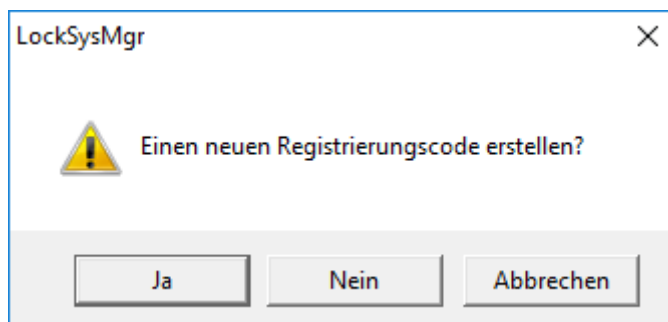 LockSysMgr
Einen neuen Registrierungscode erstellen?
Ja
Nein
Abbrechen